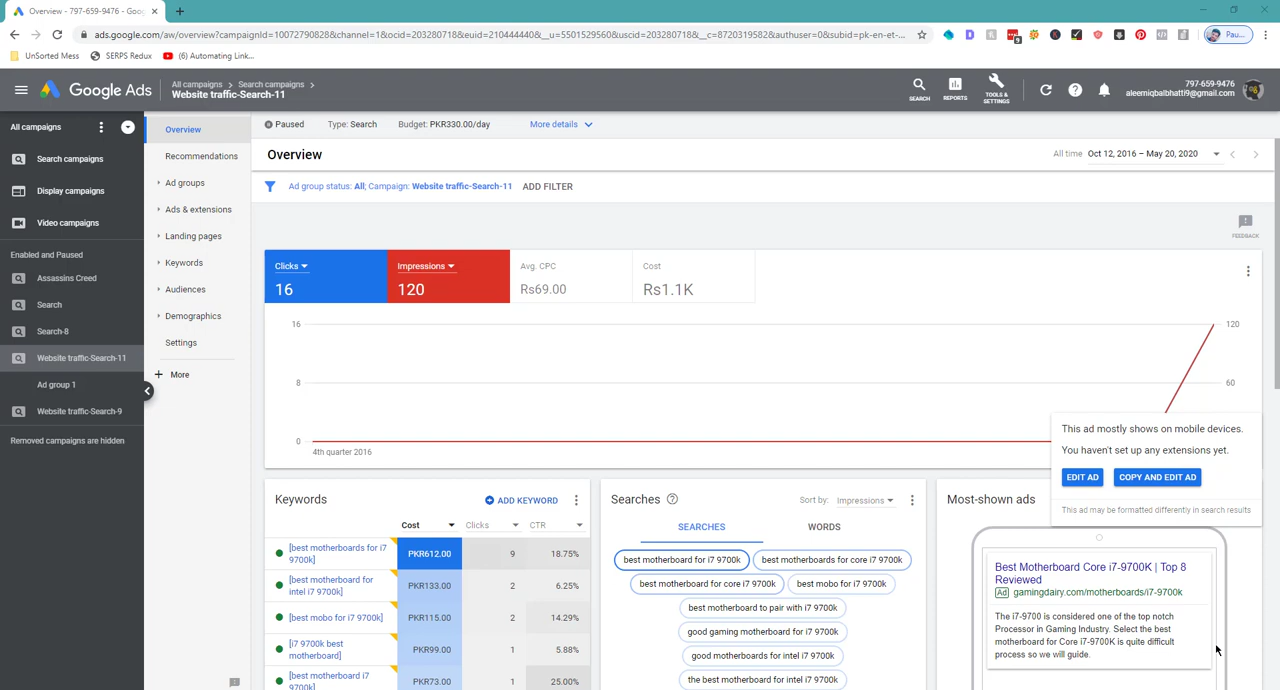 Overview - 797-659-9476 - Goog
ads.google.com/aw/overview?campaignId=10072790828&channel=1&ocid=203280718&euid=2104444440&__u=5501529560&uscid=203280718&__c=8720319582&authuser=0&subid=pk-en-et-...
Pau...
UnSorted Mess
SERPS Redux
(6) Automating Link...
Google Ads
All campaigns
Search campaigns
Website traffic-Search-11
SEARCH
REPORTS
TOOLS &
SETTINGS
797-659-9476
aleemiqbalbhatti9@gmail.com
All campaigns
Search campaigns
Display campaigns
Video campaigns
Enabled and Paused
Assassins Creed
Search
Search-8
Website traffic-Search-11
Ad group 1
Website traffic-Search-9
Removed campaigns are hidden
Overview
Recommendations
Ad groups
Ads & extensions
Landing pages
Keywords
Audiences
Demographics
Settings
More
Paused Type: Search Budget: PKR330.00/day More details
Overview
All time Oct 12, 2016 – May 20, 2020
Ad group status: All; Campaign: Website traffic-Search-11 ADD FILTER
FEEDBACK
Clicks
16
Impressions
120
Avg. CPC
Rs69.00
Cost
Rs1.1K
16
8
0
120
60
4th quarter 2016
This ad mostly shows on mobile devices.
You haven't set up any extensions yet.
EDIT AD
COPY AND EDIT AD
This ad may be formatted differently in search results
Keywords
ADD KEYWORD
Cost Clicks CTR
[best motherboards for i7
9700k]
PKR612.00 9 18.75%
[best motherboard for
intel i7 9700k]
PKR133.00 2 6.25%
[best mobo for i7 9700k]
PKR115.00 2 14.29%
[i7 9700k best
motherboard]
PKR99.00 1 5.88%
[best motherboard i7
9700k]
PKR73.00 1 25.00%
Searches
Sort by: Impressions
SEARCHES
WORDS
best motherboard for i7 9700k
best motherboards for core i7 9700k
best motherboard for core i7 9700k
best mobo for i7 9700k
best motherboard to pair with i7 9700k
good gaming motherboard for i7 9700k
good motherboards for intel i7 9700k
the best motherboard for intel i7 9700k
Most-shown ads
Best Motherboard Core i7-9700K | Top 8
Reviewed
Ad gamingdairy.com/motherboards/i7-9700k
The i7-9700 is considered one of the top notch
Processor in Gaming Industry. Select the best
motherboard for Core i7-9700K is quite difficult
process so we will guide.